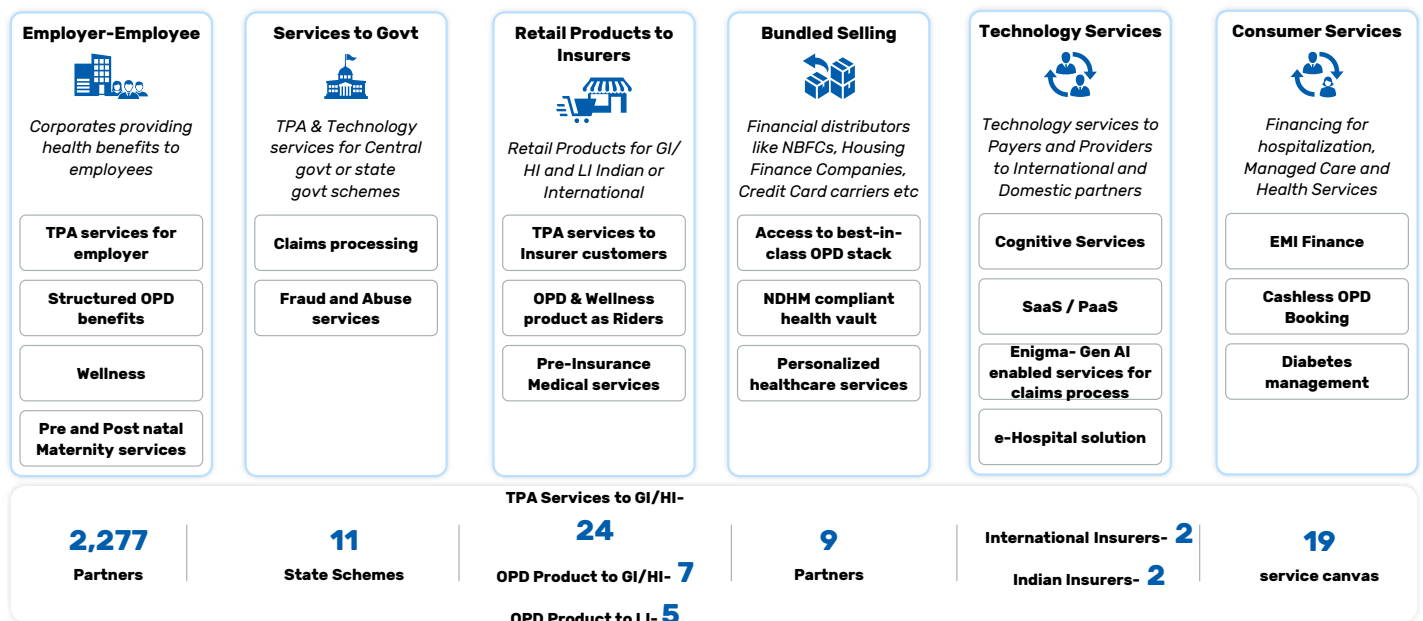 Employer-Employee
Corporates providing
health benefits to
employees
TPA services for
employer
Structured OPD
benefits
Wellness
Pre and Post natal
Maternity services
Services to Govt
TPA & Technology
services for Central
govt or state
govt schemes
Claims processing
Fraud and Abuse
services
Retail Products to
Insurers
Retail Products for GI/
HI and LI Indian or
International
TPA services to
Insurer customers
OPD & Wellness
product as Riders
Pre-Insurance
Medical services
Bundled Selling
Financial distributors
like NBFCs, Housing
Finance Companies,
Credit Card carriers etc
Access to best-in-
class OPD stack
NDHM compliant
health vault
Personalized
healthcare services
Technology Services
Technology services to
Payers and Providers
to International and
Domestic partners
Cognitive Services
SaaS / PaaS
Enigma- Gen AI
enabled services for
claims process
e-Hospital solution
Consumer Services
Financing for
hospitalization,
Managed Care and
Health Services
EMI Finance
Cashless OPD
Booking
Diabetes
management
2,277
Partners
11
State Schemes
TPA Services to GI/HI-
24
OPD Product to GI/HI- 7
OPD Product to LI- 5
9
Partners
International Insurers- 2
Indian Insurers- 2
19
service canvas